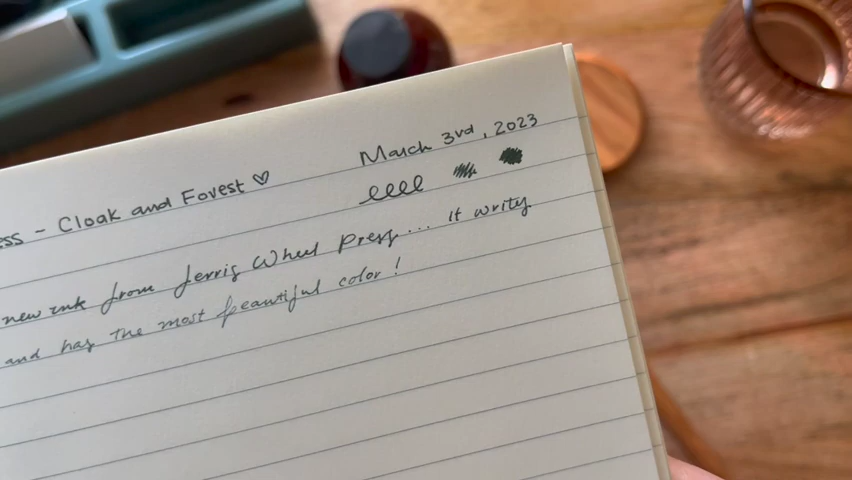 March 3rd, 2023
ess - Cloak and Forest ♡
new ink from Ferris Wheel Press... it writes
and has the most beautiful color!